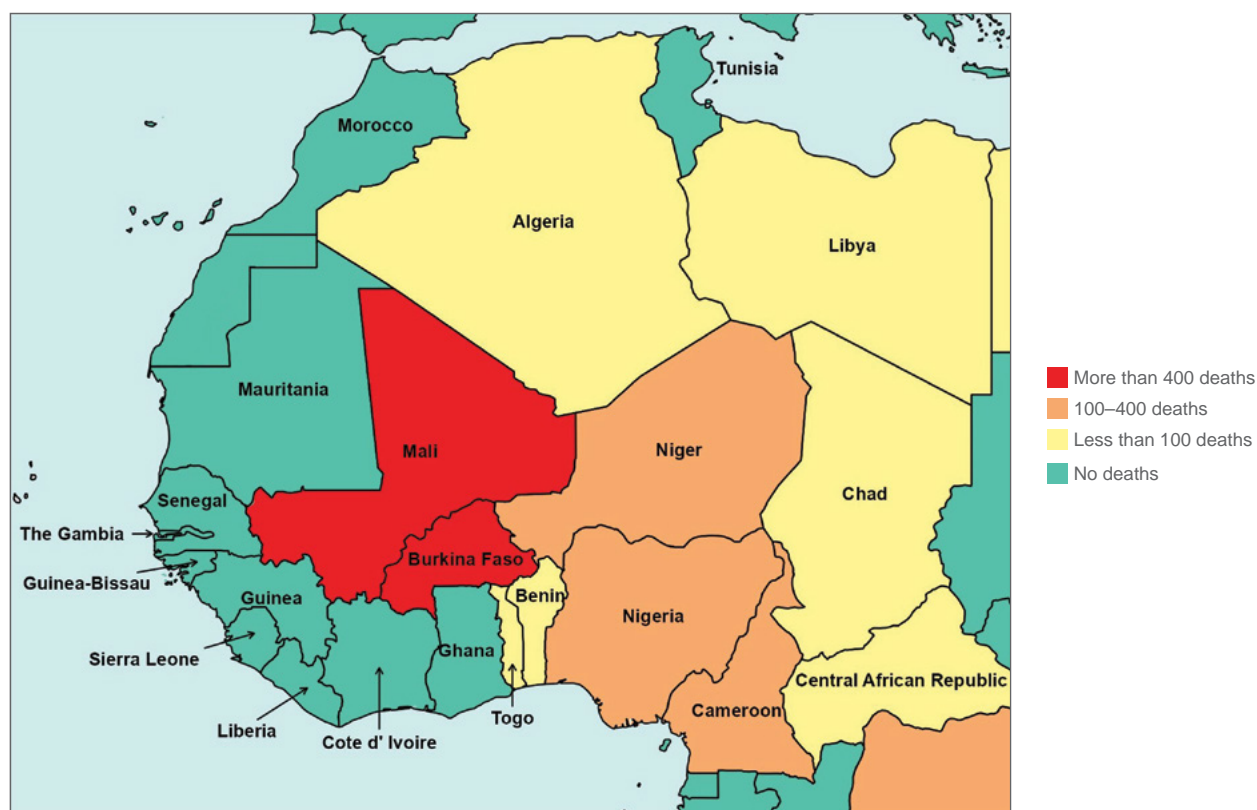 Tunisia
Morocco
Algeria
Libya
Mauritania
Mali
Niger
Chad
Senegal
The Gambia
Burkina Faso
Guinea-Bissau
Benin
Guinea
Nigeria
Ghana
Sierra Leone
Central African Republic
Cameroon
Togo
Liberia
Cote d' Ivoire
More than 400 deaths
100–400 deaths
Less than 100 deaths
No deaths